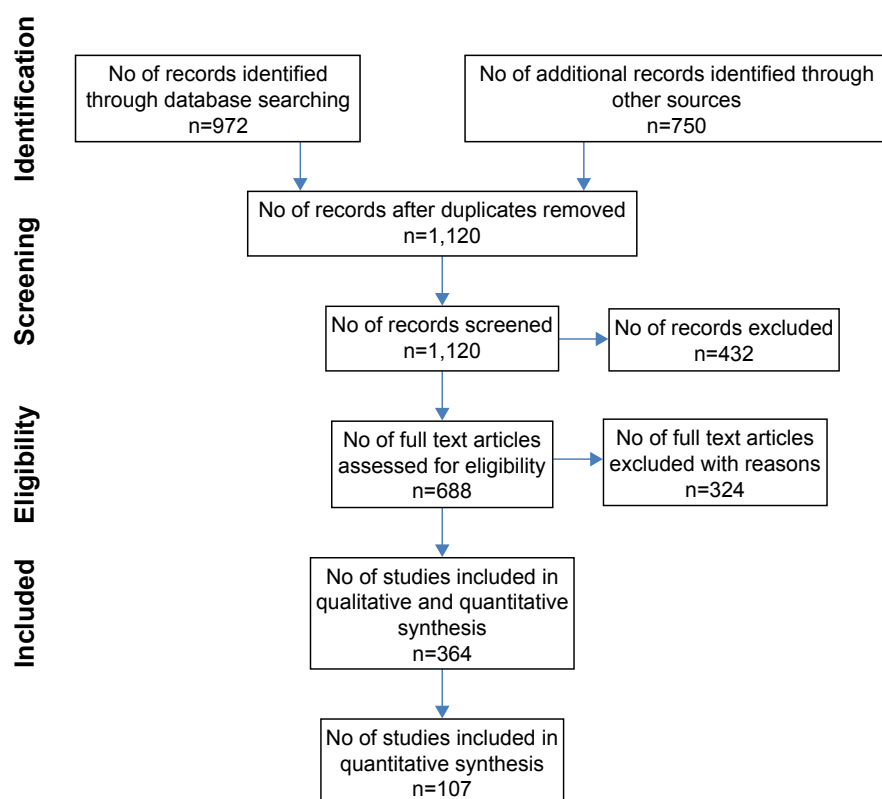 Identification
No of records identified
through database searching
n=972
No of additional records identified through
other sources
n=750
Screening
No of records after duplicates removed
n=1,120
No of records screened
n=1,120
No of records excluded
n=432
Eligibility
No of full text articles
assessed for eligibility
n=688
No of full text articles
excluded with reasons
n=324
Included
No of studies included in
qualitative and quantitative
synthesis
n=364
No of studies included in
quantitative synthesis
n=107